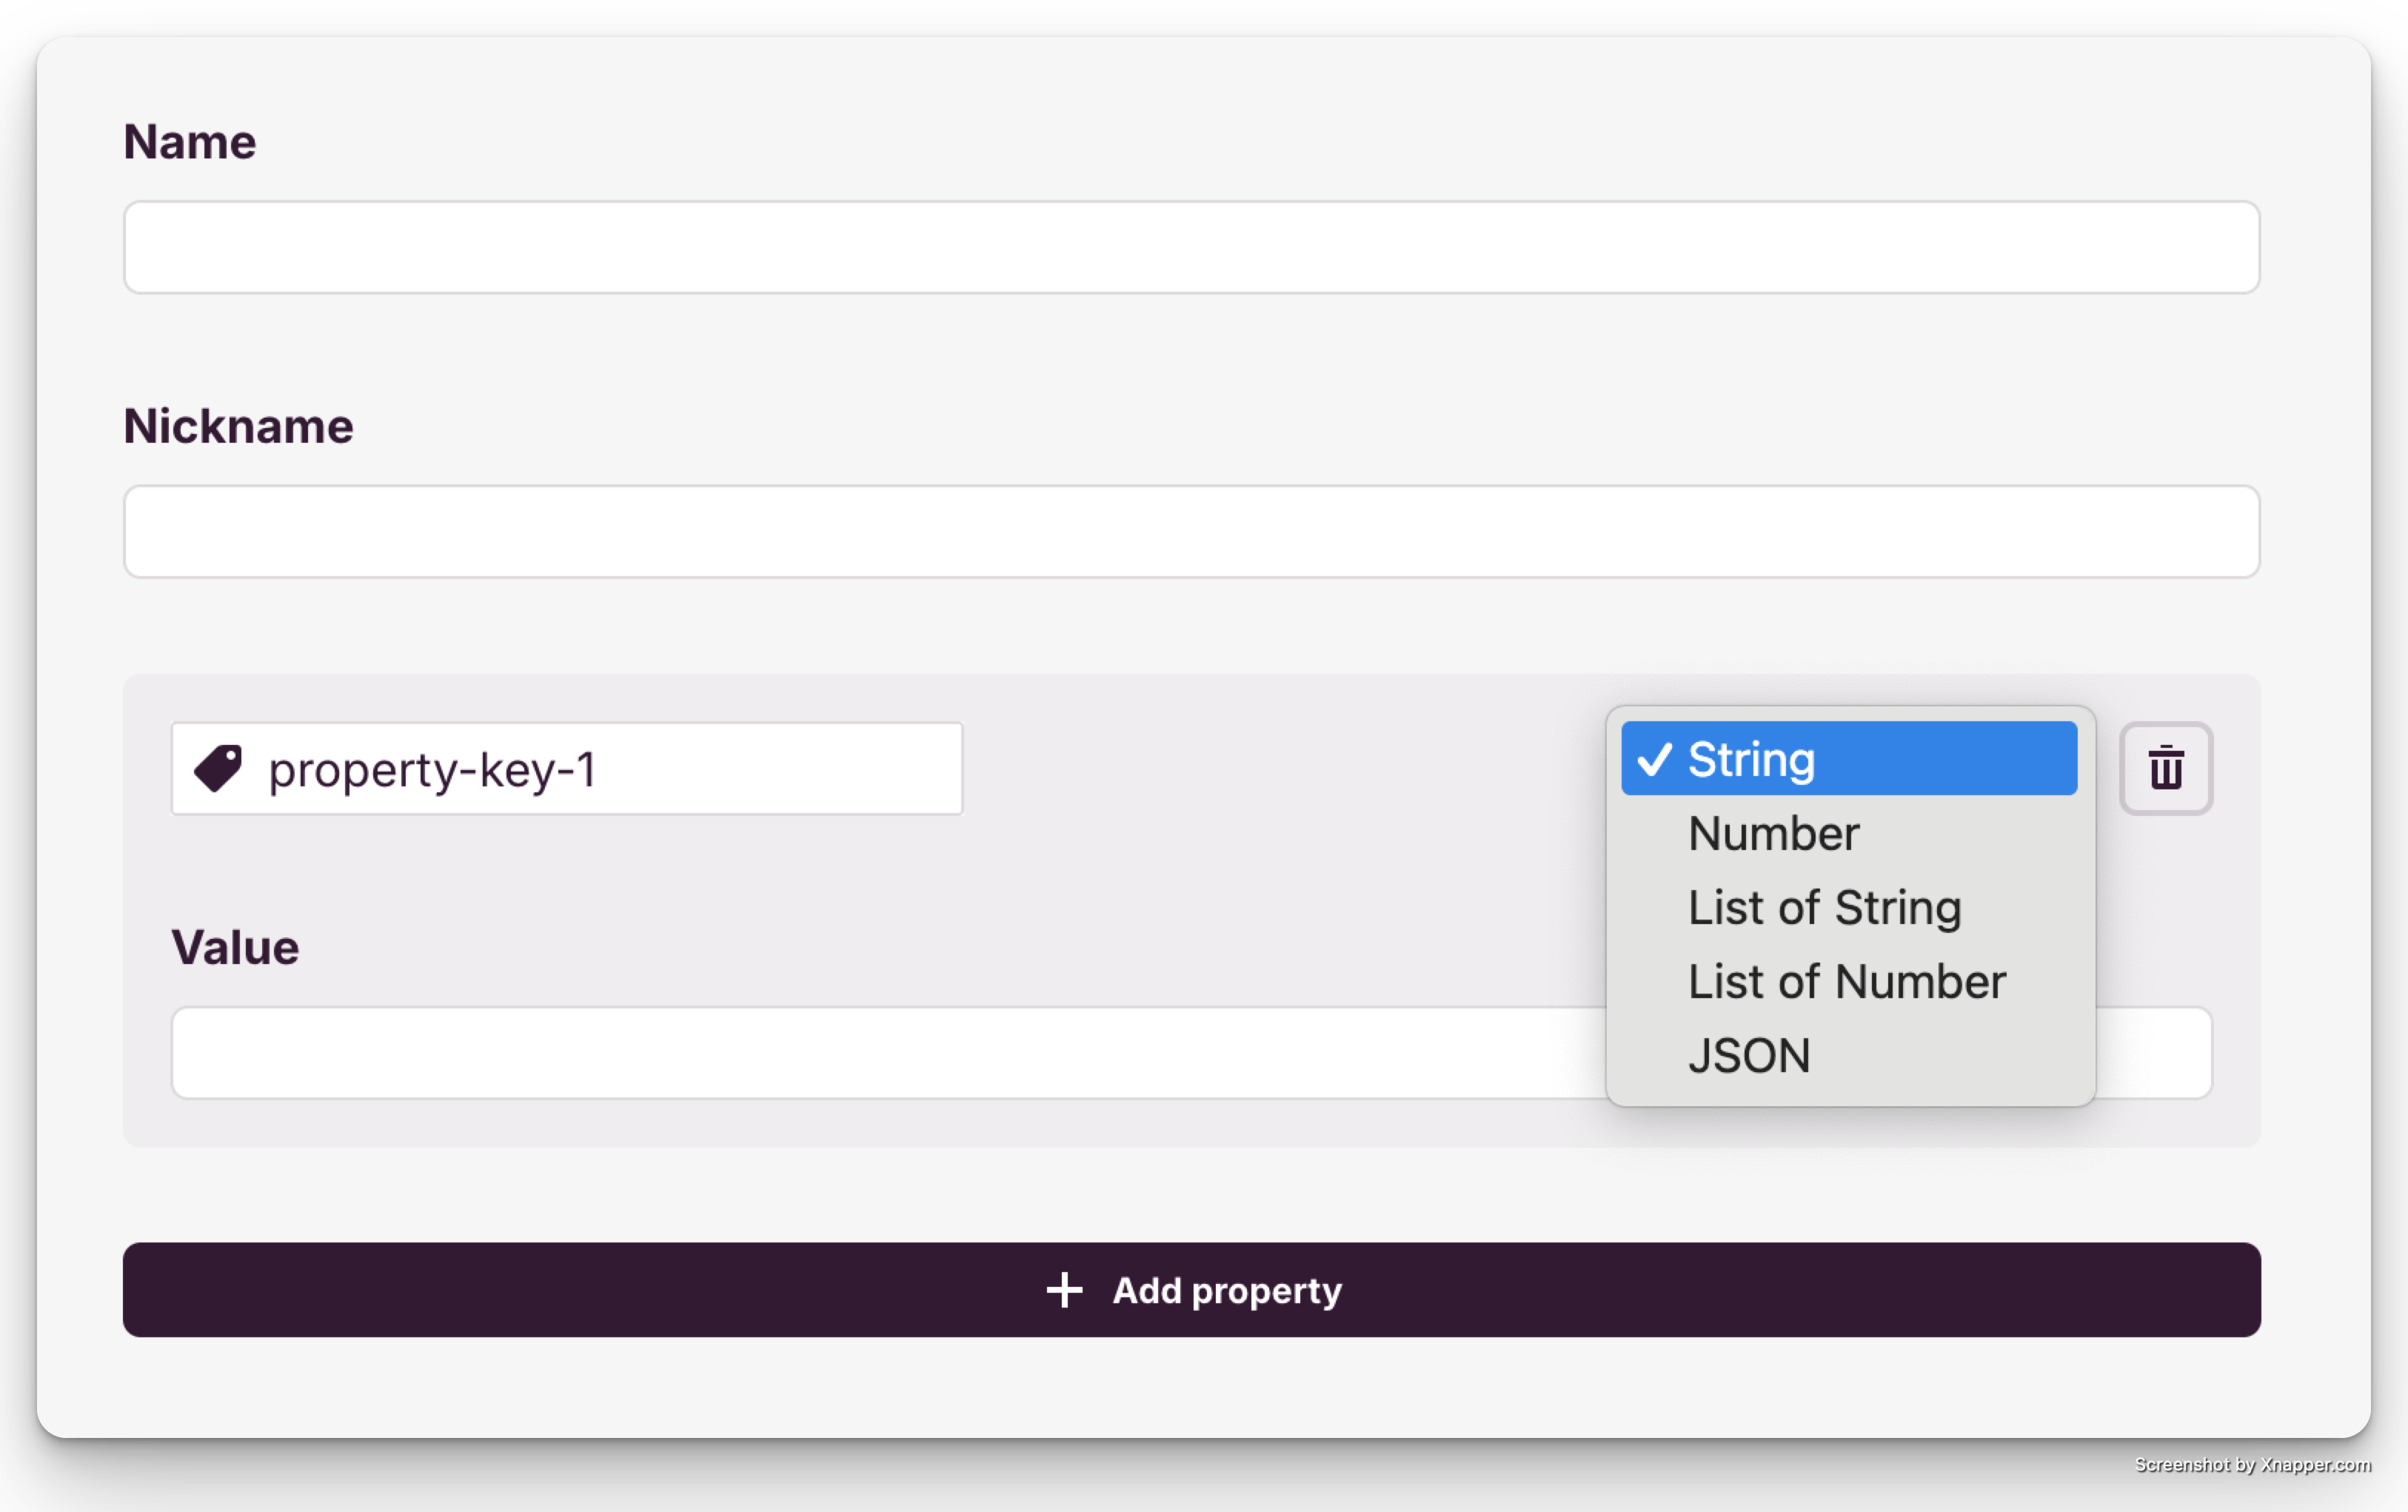 Name
Nickname
property-key-1
String
Number
List of String
List of Number
JSON
Value
Add property
Screenshot by Xnapper.com